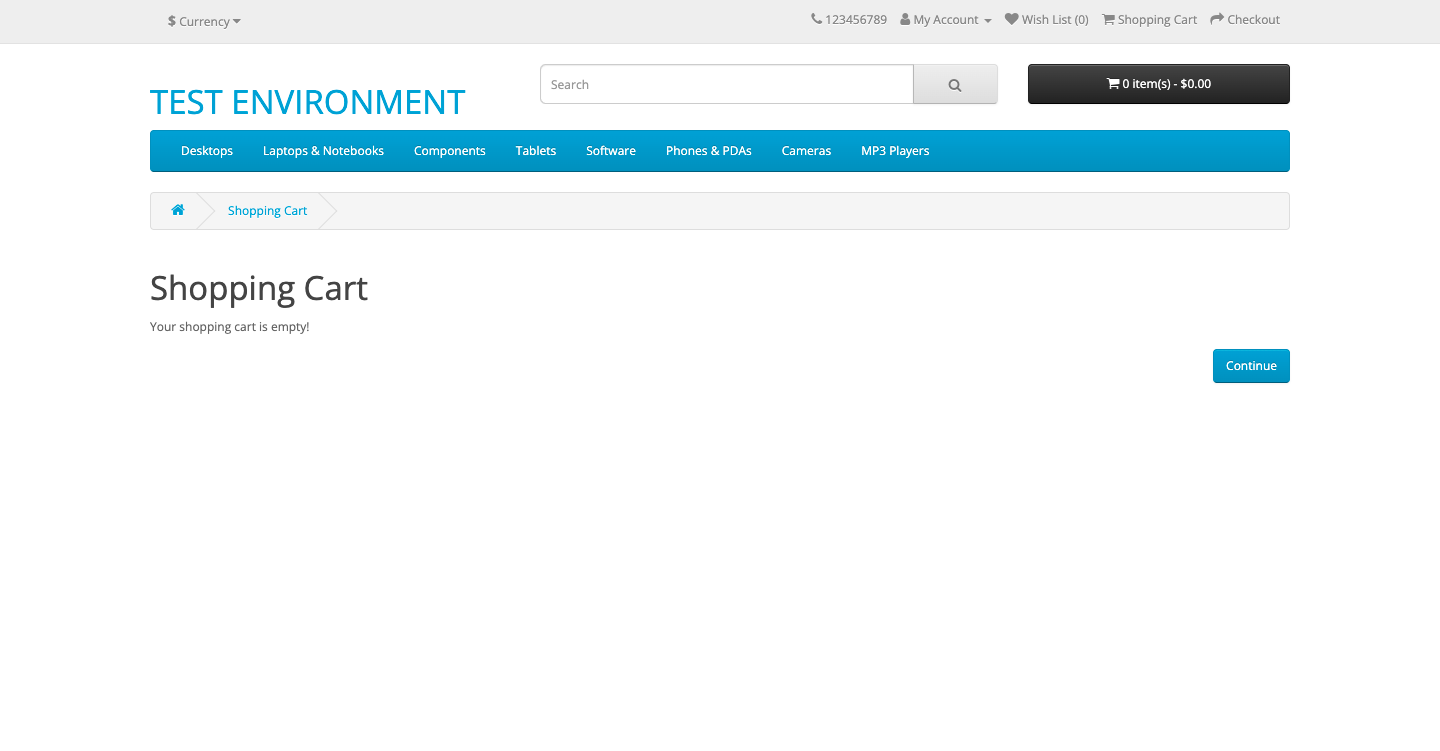 $ Currency
123456789 My Account Wish List (0) Shopping Cart Checkout
TEST ENVIRONMENT
Search
0 item(s) - $0.00
Desktops Laptops & Notebooks Components Tablets Software Phones & PDAs Cameras MP3 Players
Shopping Cart
Shopping Cart
Your shopping cart is empty!
Continue